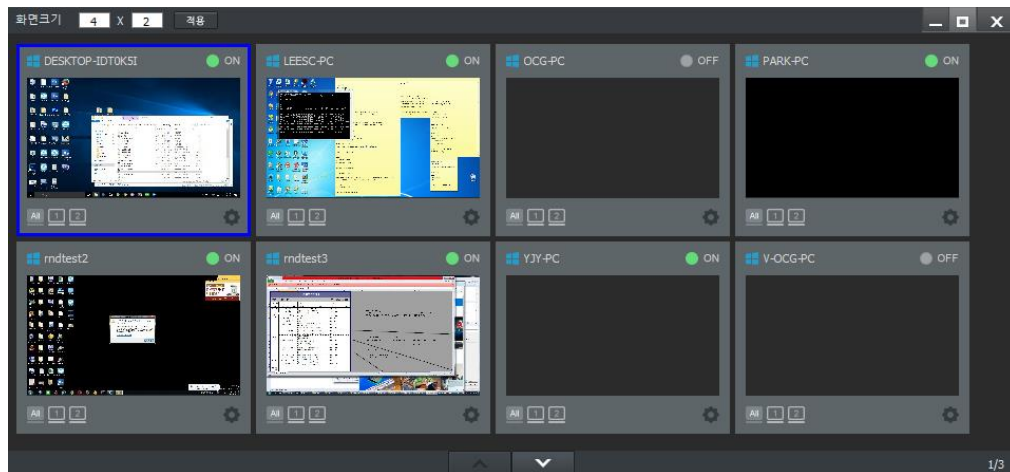 화면크기 4 X 2 적용
DESKTOP-IDT0K5I ON
LEESC-PC ON
OCG-PC OFF
PARK-PC ON
All 1 2
All 1 2
All 1 2
All 1 2
rndtest2 ON
rndtest3 ON
YJY-PC ON
V-OCG-PC OFF
All 1 2
All 1 2
All 1 2
All 1 2
1/3